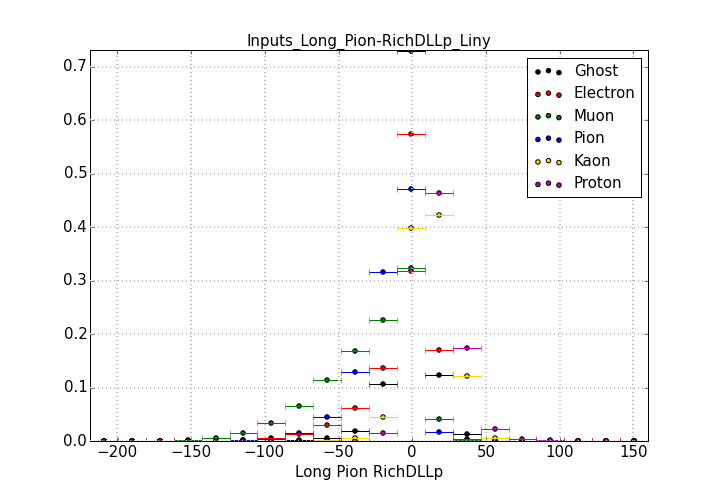 Inputs_Long_Pion-RichDLLp_Liny
0.7
0.6
0.5
0.4
0.3
0.2
0.1
0.0
Ghost
Electron
Muon
Pion
Kaon
Proton
−200 −150 −100 −50 0 50 100 150
Long Pion RichDLLp